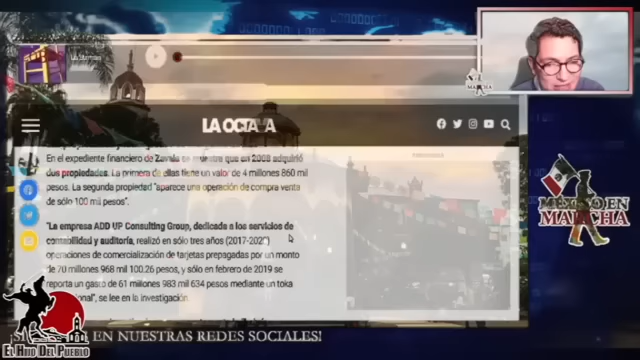 LA OCTAVA
En el expediente financiero de Zavala se muestra que en 2008 adquirió
dos propiedades. La primera de ellas tiene un valor de 4 millones 860 mil
pesos. La segunda propiedad "aparece una operación de compra venta
de sólo 100 mil pesos".
"La empresa ADD UP Consulting Group, dedicada a los servicios de
contabilidad y auditoría, realizó en sólo tres años (2017-2020)
operaciones de comercialización de tarjetas prepagadas por un monto
de 70 millones 968 mil 100.26 pesos, y sólo en febrero de 2019 se
reporta un gasto de 61 millones 983 mil 634 pesos mediante un toka
se lee en la investigación.
MÉXICO EN
MARCHA
EN NUESTRAS REDES SOCIALES!
EL HIJO DEL PUEBLO